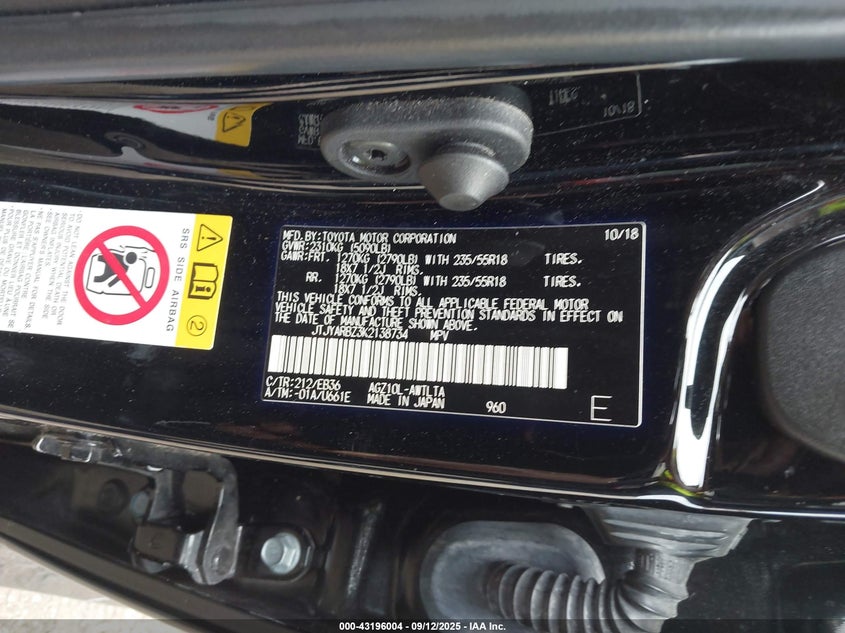 MFD.BY:TOYOTA MOTOR CORPORATION 10/18
GVWR:2310KG (5090LB)
GAWR:FRT. 1270KG (2790LB) WITH 235/55R18 TIRES.
18X7 1/2J RIMS.
RR. 1270KG (2790LB) WITH 235/55R18 TIRES.
18X7 1/2J RIMS.
THIS VEHICLE CONFORMS TO ALL APPLICABLE FEDERAL MOTOR
VEHICLE SAFETY AND THEFT PREVENTION STANDARDS IN EFFECT ON
THE DATE OF MANUFACTURE SHOWN ABOVE.
JTJYARBZ3K2138734 MPV
C/TR:212/EB36 AGZ10L-AWTLTA
A/TM:-01A/U661E MADE IN JAPAN 960 E
SRS SIDE AIRBAG
2
10/18
000-43196004 - 09/12/2025 - IAA Inc.